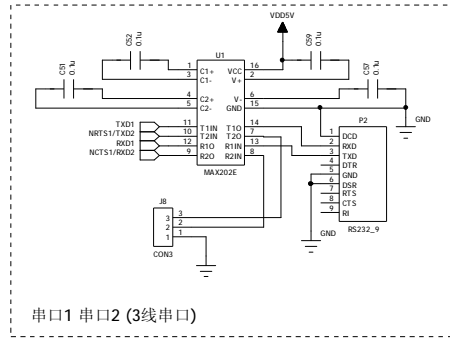 VDD5V
C52
0.1u
C59
0.1u
C51
0.1u
C57
0.1u
U1
1 C1+ VCC 16
3 C1- V+ 2
4 C2+ V- 6
5 C2- GND 15
TXD1 11 T1IN T1O 14
NRTS1/TXD2 10 T2IN T2O 7
RXD1 12 R1O R1IN 13
NCTS1/RXD2 9 R2O R2IN 8
MAX202E
GND
P2
1 DCD
2 RXD
3 TXD
4 DTR
5 GND
6 DSR
7 RTS
8 CTS
9 RI
RS232_9
GND
J8
3 3
2 2
1 1
CON3
串口1 串口2 (3线串口)